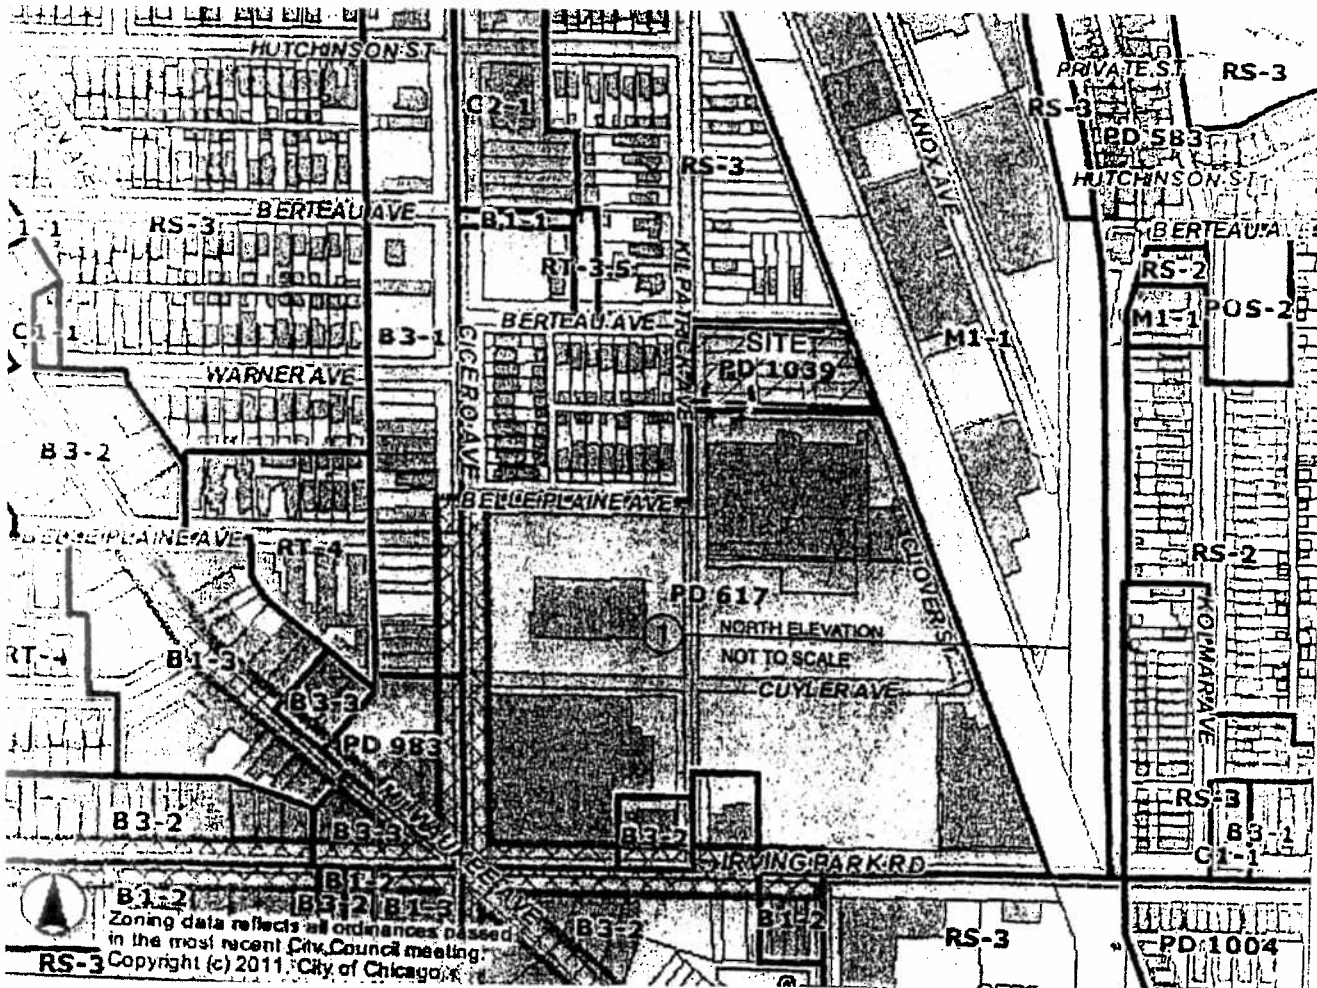 HUTCHINSON ST
PRIVATE ST
RS-3
C2-1
RS-3
KNOX AVE
PD 583
RS-3
HUTCHINSON ST
BERTEAU AVE
RS-3
B1-1
BERTEAU A
1-1
RT-3.5
KILPATRICK AVE
RS-2
C1-1
BERTEAU AVE
M1-1
POS-2
B3-1
CICERO AVE
SITE
M1-1
WARNER AVE
PD 1039
B3-2
BELLE PLAINE AVE
BELLE PLAINE AVE
RT-4
CLOVER ST
RS-2
PD 617
1
NORTH ELEVATION
NOT TO SCALE
KOLMAR AVE
RT-4
B1-3
CUYLER AVE
B3-3
PD 983
RS-3
B3-2
B3-3
B3-2
B3-1
C1-1
IRVING PARK RD
B1-2
B1-2
B3-2
B1-3
B3-2
B1-2
RS-3
PD 1004
Zoning data reflects all ordinances passed
in the most recent City Council meeting.
RS-3
Copyright (c) 2011, City of Chicago